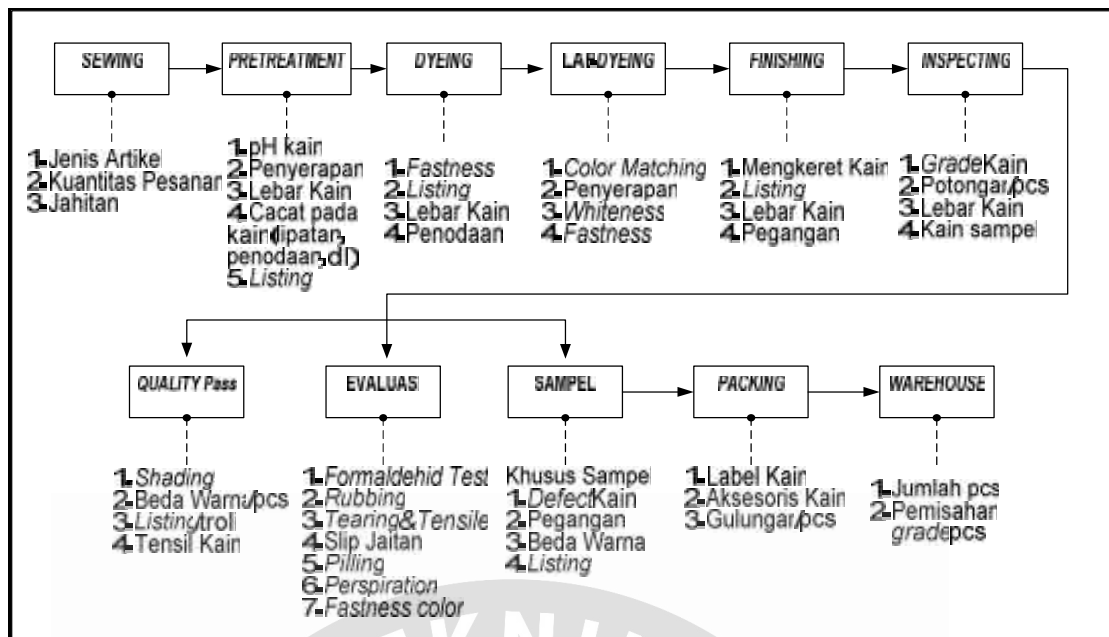 SEWING
PRETREATMENT
DYEING
LAB-DYEING
FINISHING
INSPECTING
1. Jenis Artikel
2. Kuantitas Pesanan
3. Jahitan
1. pH kain
2. Penyerapan
3. Lebar Kain
4. Cacat pada
kain (lipatan,
penodaan, dl)
5. Listing
1. Fastness
2. Listing
3. Lebar Kain
4. Penodaan
1. Color Matching
2. Penyerapan
3. Whiteness
4. Fastness
1. Mengkeret Kain
2. Listing
3. Lebar Kain
4. Pegangan
1. Grade Kain
2. Potongan/pcs
3. Lebar Kain
4. Kain sampel
QUALITY Pass
EVALUASI
SAMPEL
PACKING
WAREHOUSE
1. Shading
2. Beda Warna/pcs
3. Listing/troli
4. Tensil Kain
1. Formaldehid Test
2. Rubbing
3. Tearing & Tensile
4. Slip Jaitan
5. Pilling
6. Perspiration
7. Fastness color
Khusus Sampel
1. Defect Kain
2. Pegangan
3. Beda Warna
4. Listing
1. Label Kain
2. Aksesoris Kain
3. Gulungan/pcs
1. Jumlah pcs
2. Pemisahan
grade pcs